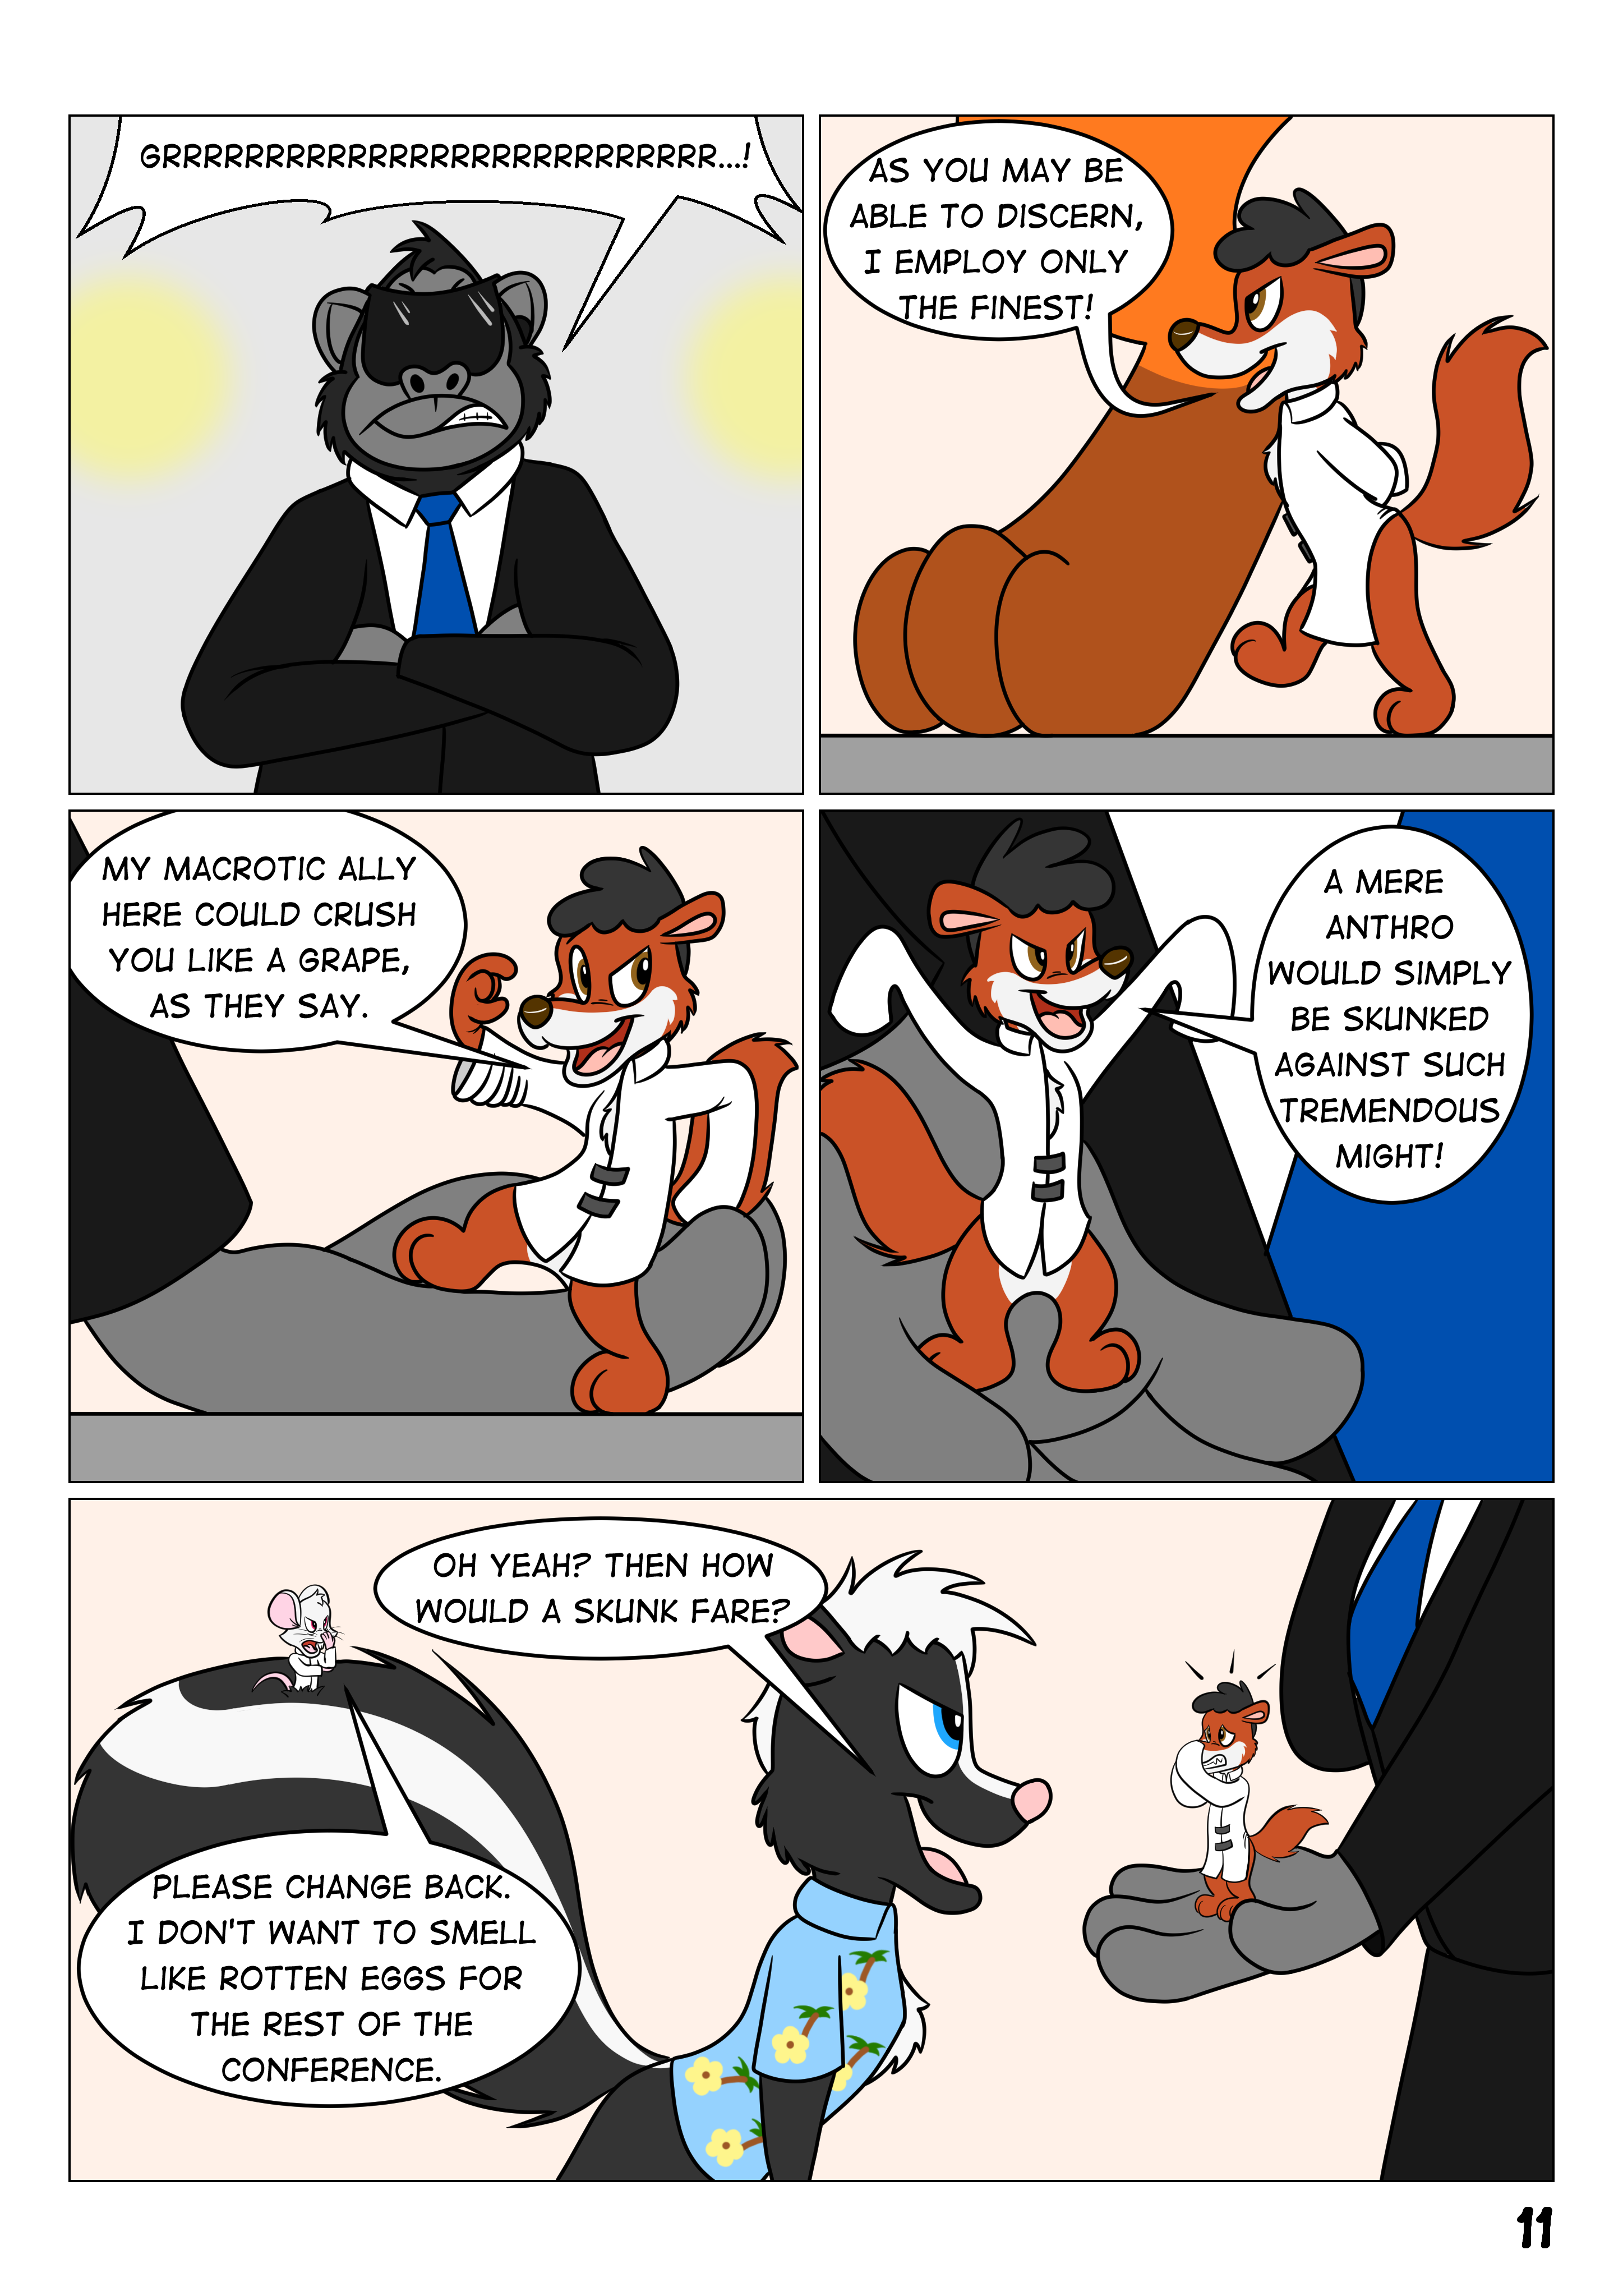 GRRRRRRRRRRRRRRRRRRRRRRRRRRRR...!
AS YOU MAY BE
ABLE TO DISCERN,
I EMPLOY ONLY
THE FINEST!
MY MACROTIC ALLY
HERE COULD CRUSH
YOU LIKE A GRAPE,
AS THEY SAY.
A MERE
ANTHRO
WOULD SIMPLY
BE SKUNKED
AGAINST SUCH
TREMENDOUS
MIGHT!
OH YEAH? THEN HOW
WOULD A SKUNK FARE?
PLEASE CHANGE BACK.
I DON'T WANT TO SMELL
LIKE ROTTEN EGGS FOR
THE REST OF THE
CONFERENCE.
11